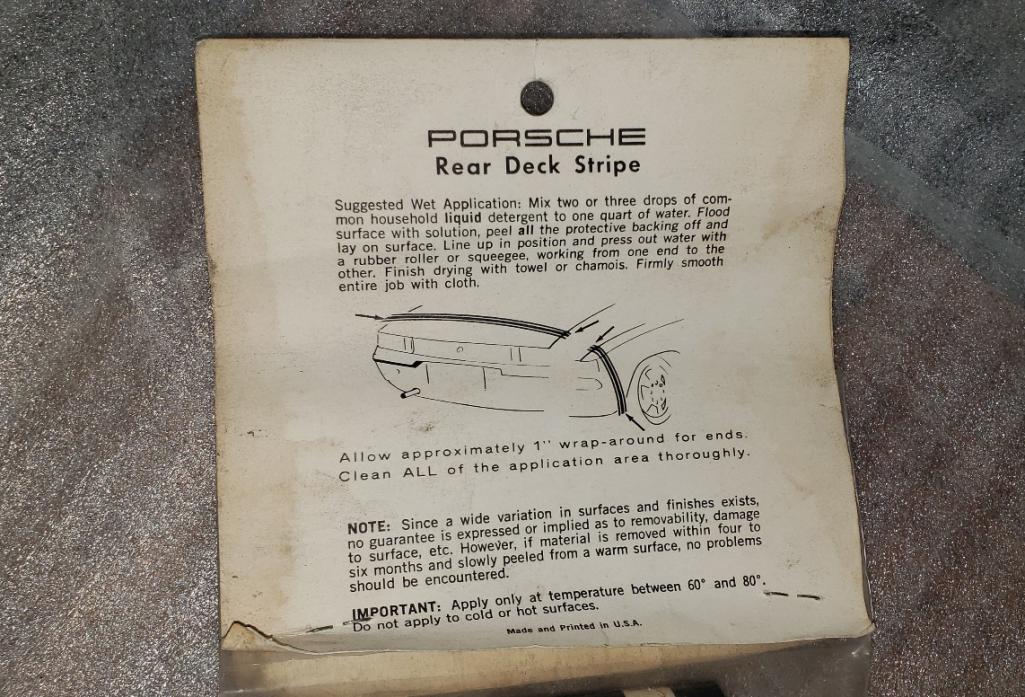 PORSCHE
Rear Deck Stripe
Suggested Wet Application: Mix two or three drops of com-
mon household liquid detergent to one quart of water. Flood
surface with solution, peel all the protective backing off and
lay on surface. Line up in position and press out water with
a rubber roller or squeegee, working from one end to the
other. Finish drying with towel or chamois. Firmly smooth
entire job with cloth.
Allow approximately 1'' wrap-around for ends.
Clean ALL of the application area thoroughly.
NOTE: Since a wide variation in surfaces and finishes exists,
no guarantee is expressed or implied as to removability, damage
to surface, etc. However, if material is removed within four to
six months and slowly peeled from a warm surface, no problems
should be encountered.
IMPORTANT: Apply only at temperature between 60° and 80°.
Do not apply to cold or hot surfaces.
Made and Printed in U.S.A.